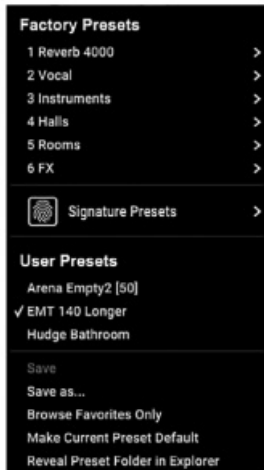 Factory Presets
1 Reverb 4000
2 Vocal
3 Instruments
4 Halls
5 Rooms
6 FX
Signature Presets
User Presets
Arena Empty2 [50]
EMT 140 Longer
Hudge Bathroom
Save
Save as...
Browse Favorites Only
Make Current Preset Default
Reveal Preset Folder in Explorer